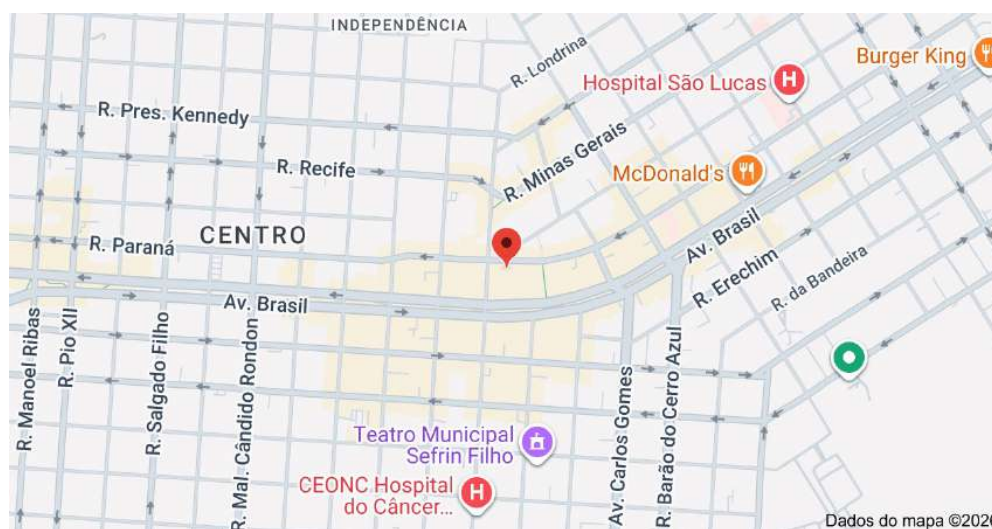 INDEPENDÊNCIA
R. Londrina
Burger King
Hospital São Lucas
H
R. Pres. Kennedy
R. Minas Gerais
R. Recife
McDonald's
CENTRO
R. Paraná
Av. Brasil
Av. Brasil
R. Erechim
R. da Bandeira
R. Manoel Ribas
R. Pio XII
R. Salgado Filho
R. Mal. Cândido Rondon
Av. Carlos Gomes
R. Barão do Cerro Azul
Teatro Municipal
Sefrin Filho
CEONC Hospital
do Câncer...
H
Dados do mapa ©202